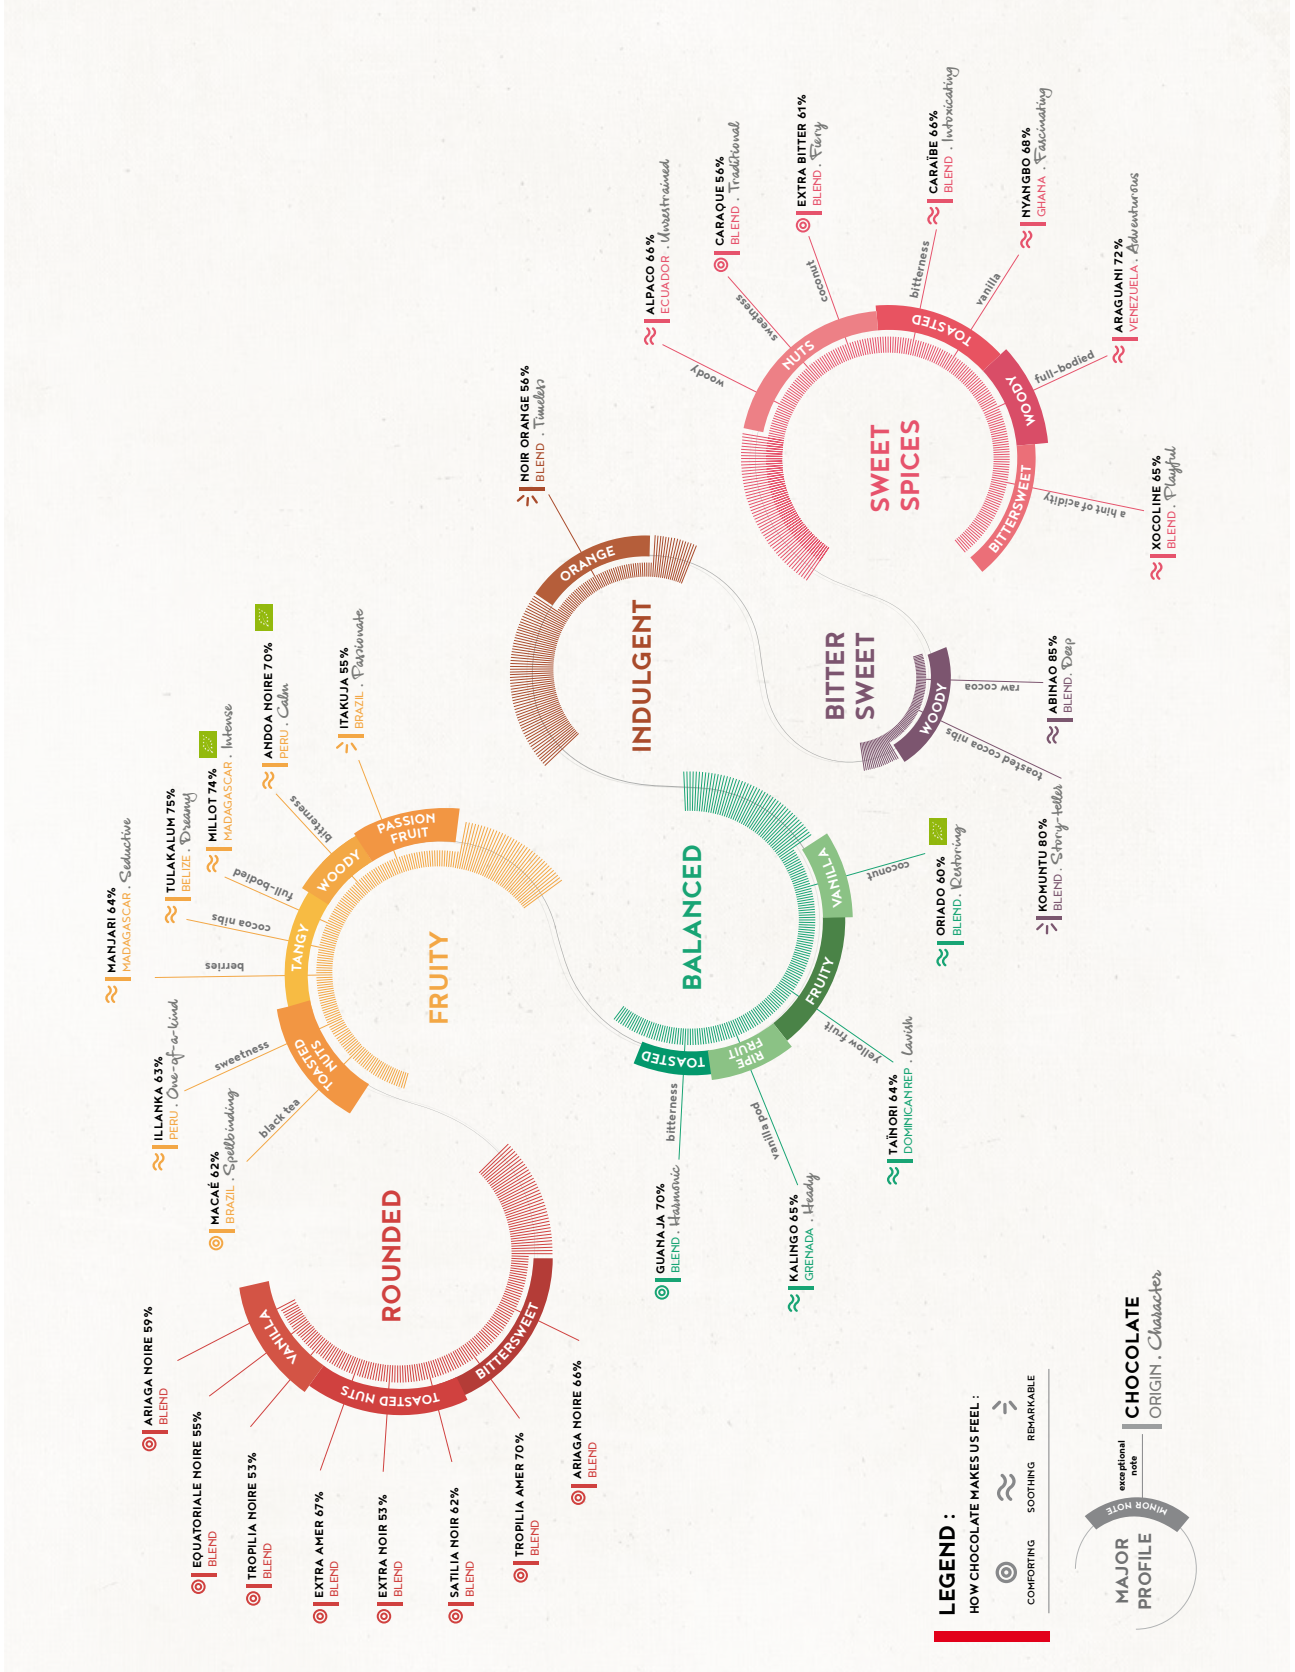 ARIAGA NOIRE 59%
BLEND
EQUATORIALE NOIRE 55%
BLEND
TROPILIA NOIRE 53%
BLEND
EXTRA AMER 67%
BLEND
EXTRA NOIR 53%
BLEND
SATILIA NOIR 62%
BLEND
TROPILIA AMER 70%
BLEND
ARIAGA NOIRE 66%
BLEND
VANILLA
TOASTED NUTS
BITTERSWEET
ROUNDED
MACAÉ 62%
BRAZIL . Spellbinding
black tea
ILLANKA 63%
PERU . One-of-a-kind
sweetness
MANJARI 64%
MADAGASCAR . Seductive
berries
TULAKALUM 75%
BELIZE . Dreamy
cocoa nibs
MILLOT 74%
MADAGASCAR . Intense
full-bodied
ANDOA NOIRE 70%
PERU . Calm
bitterness
ITAKUJA 55%
BRAZIL . Passionate
TOASTED
NUTS
TANGY
WOODY
PASSION
FRUIT
FRUITY
GUANAJA 70%
BLEND . Harmonic
bitterness
KALINGO 65%
GRENADA . Heady
vanilla pod
TAÏNORI 64%
DOMINICAN REP . Lavish
yellow fruit
ORIADO 60%
BLEND . Restoring
coconut
TOASTED
RIPE
FRUIT
FRUITY
VANILLA
BALANCED
NOIR ORANGE 56%
BLEND . Timeless
ORANGE
INDULGENT
KOMUNTU 80%
BLEND . Story-teller
toasted cocoa nibs
ABINAO 85%
BLEND . Deep
raw cocoa
WOODY
BITTER
SWEET
ALPACO 66%
ECUADOR . Unrestrained
woody
CARAQUE 56%
BLEND . Traditional
sweetness
EXTRA BITTER 61%
BLEND . Fiery
coconut
CARAÏBE 66%
BLEND . Intoxicating
bitterness
NYANGBO 68%
GHANA . Fascinating
vanilla
ARAGUANI 72%
VENEZUELA . Adventurous
full-bodied
XOCOLINE 65%
BLEND . Playful
a hint of acidity
NUTS
TOASTED
WOODY
BITTERSWEET
SWEET
SPICES
LEGEND :
HOW CHOCOLATE MAKES US FEEL :
COMFORTING
SOOTHING
REMARKABLE
MAJOR
PROFILE
MINOR NOTE
exceptional
note
CHOCOLATE
ORIGIN . Character